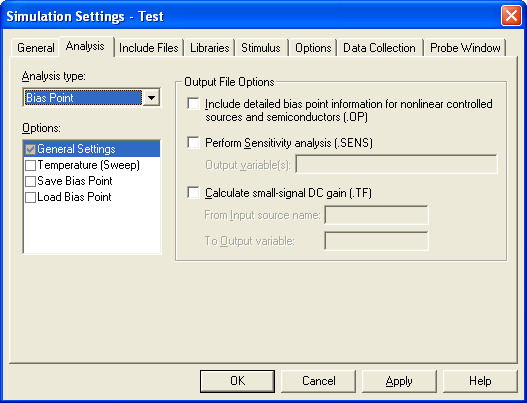 Simulation Settings - Test
General Analysis Include Files Libraries Stimulus Options Data Collection Probe Window
Analysis type:
Bias Point
Options:
General Settings
Temperature (Sweep)
Save Bias Point
Load Bias Point
Output File Options
Include detailed bias point information for nonlinear controlled
sources and semiconductors (.OP)
Perform Sensitivity analysis (.SENS)
Output variable(s):
Calculate small-signal DC gain (.TF)
From Input source name:
To Output variable:
OK Cancel Apply Help